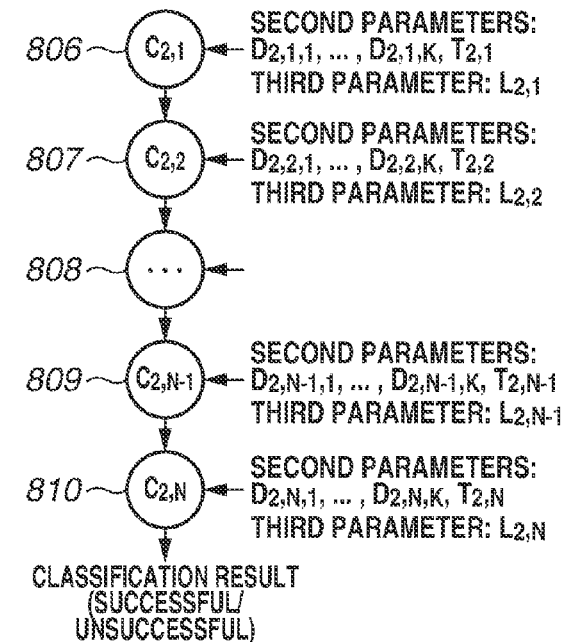 806
C2,1
SECOND PARAMETERS:
D2,1,1, ... , D2,1,K, T2,1
THIRD PARAMETER: L2,1
807
C2,2
SECOND PARAMETERS:
D2,2,1, ... , D2,2,K, T2,2
THIRD PARAMETER: L2,2
808
...
809
C2,N-1
SECOND PARAMETERS:
D2,N-1,1, ... , D2,N-1,K, T2,N-1
THIRD PARAMETER: L2,N-1
810
C2,N
SECOND PARAMETERS:
D2,N,1, ... , D2,N,K, T2,N
THIRD PARAMETER: L2,N
CLASSIFICATION RESULT
(SUCCESSFUL/
UNSUCCESSFUL)